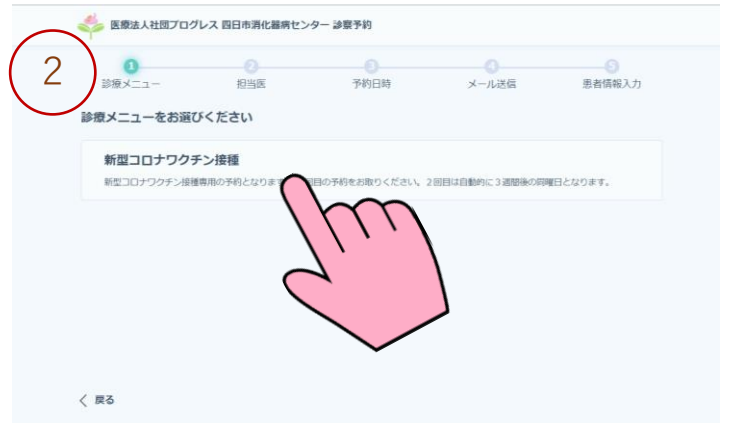 医療法人社団プログレス 四日市消化器病センター 診察予約
2
1 2 3 4 5
診療メニュー 担当医 予約日時 メール送信 患者情報入力
診療メニューをお選びください
新型コロナワクチン接種
新型コロナワクチン接種専用の予約となります 回目の予約をお取りください。2回目は自動的に3週間後の同曜日となります。
戻る